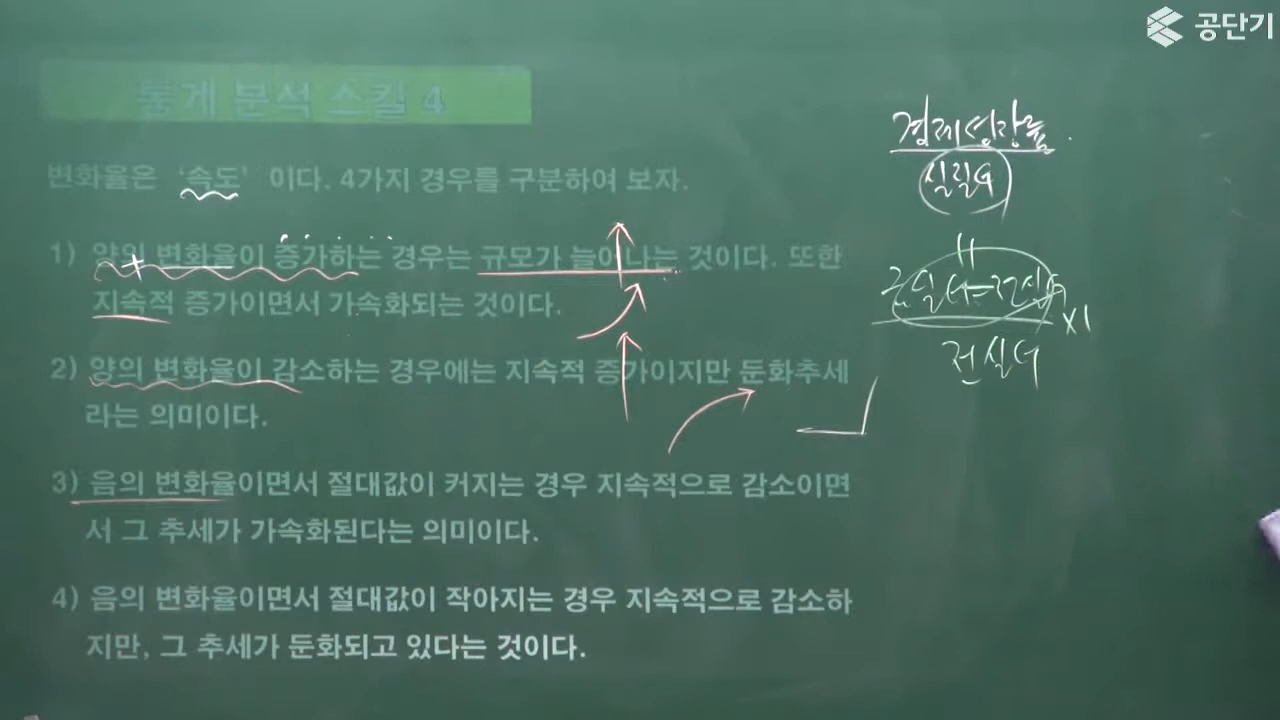 공단기
통계 분석 스킬 4
변화율은 '속도' 이다. 4가지 경우를 구분하여 보자.
1) 양의 변화율이 증가하는 경우는 규모가 늘어나는 것이다. 또한
지속적 증가이면서 가속화되는 것이다.
2) 양의 변화율이 감소하는 경우에는 지속적 증가이지만 둔화추세
라는 의미이다.
3) 음의 변화율이면서 절대값이 커지는 경우 지속적으로 감소이면
서 그 추세가 가속화된다는 의미이다.
4) 음의 변화율이면서 절대값이 작아지는 경우 지속적으로 감소하
지만, 그 추세가 둔화되고 있다는 것이다.
+
경제성장률
실질G
금실G-전실G
×1
전실G